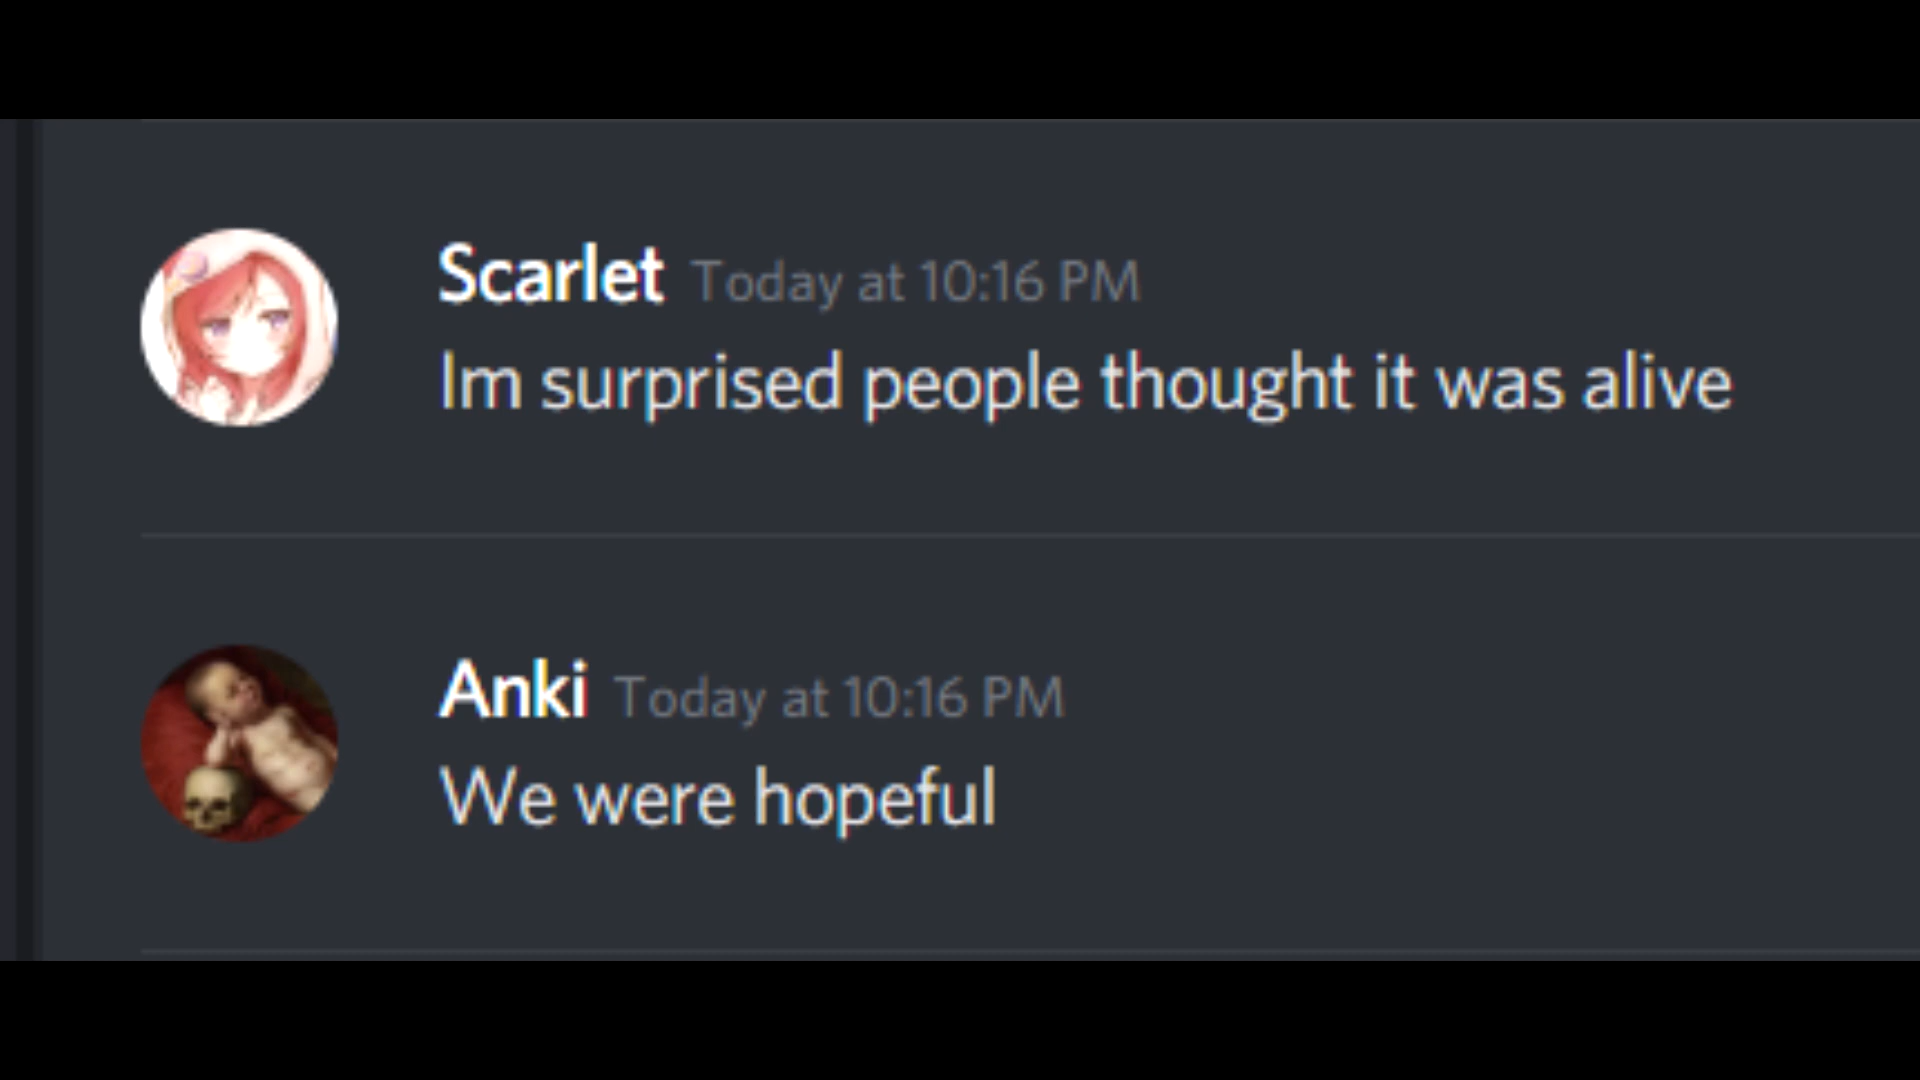 Scarlet Today at 10:16 PM
Im surprised people thought it was alive
Anki Today at 10:16 PM
We were hopeful